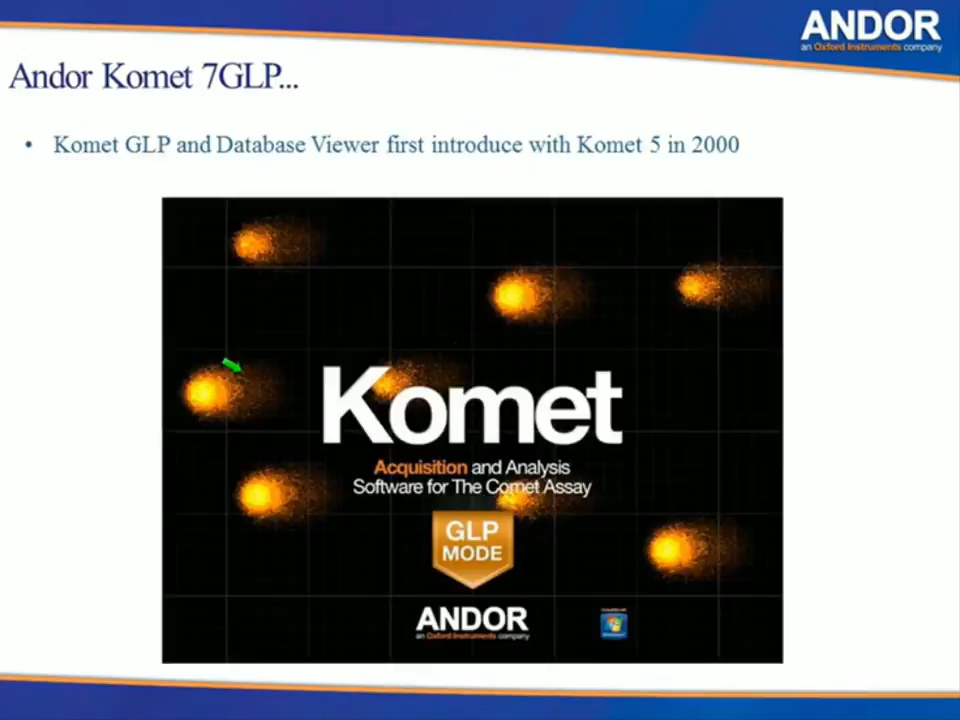 ANDOR
an Oxford Instruments company
Andor Komet 7GLP...
• Komet GLP and Database Viewer first introduce with Komet 5 in 2000
Komet
Acquisition and Analysis
Software for The Comet Assay
GLP
MODE
ANDOR
an Oxford Instruments company